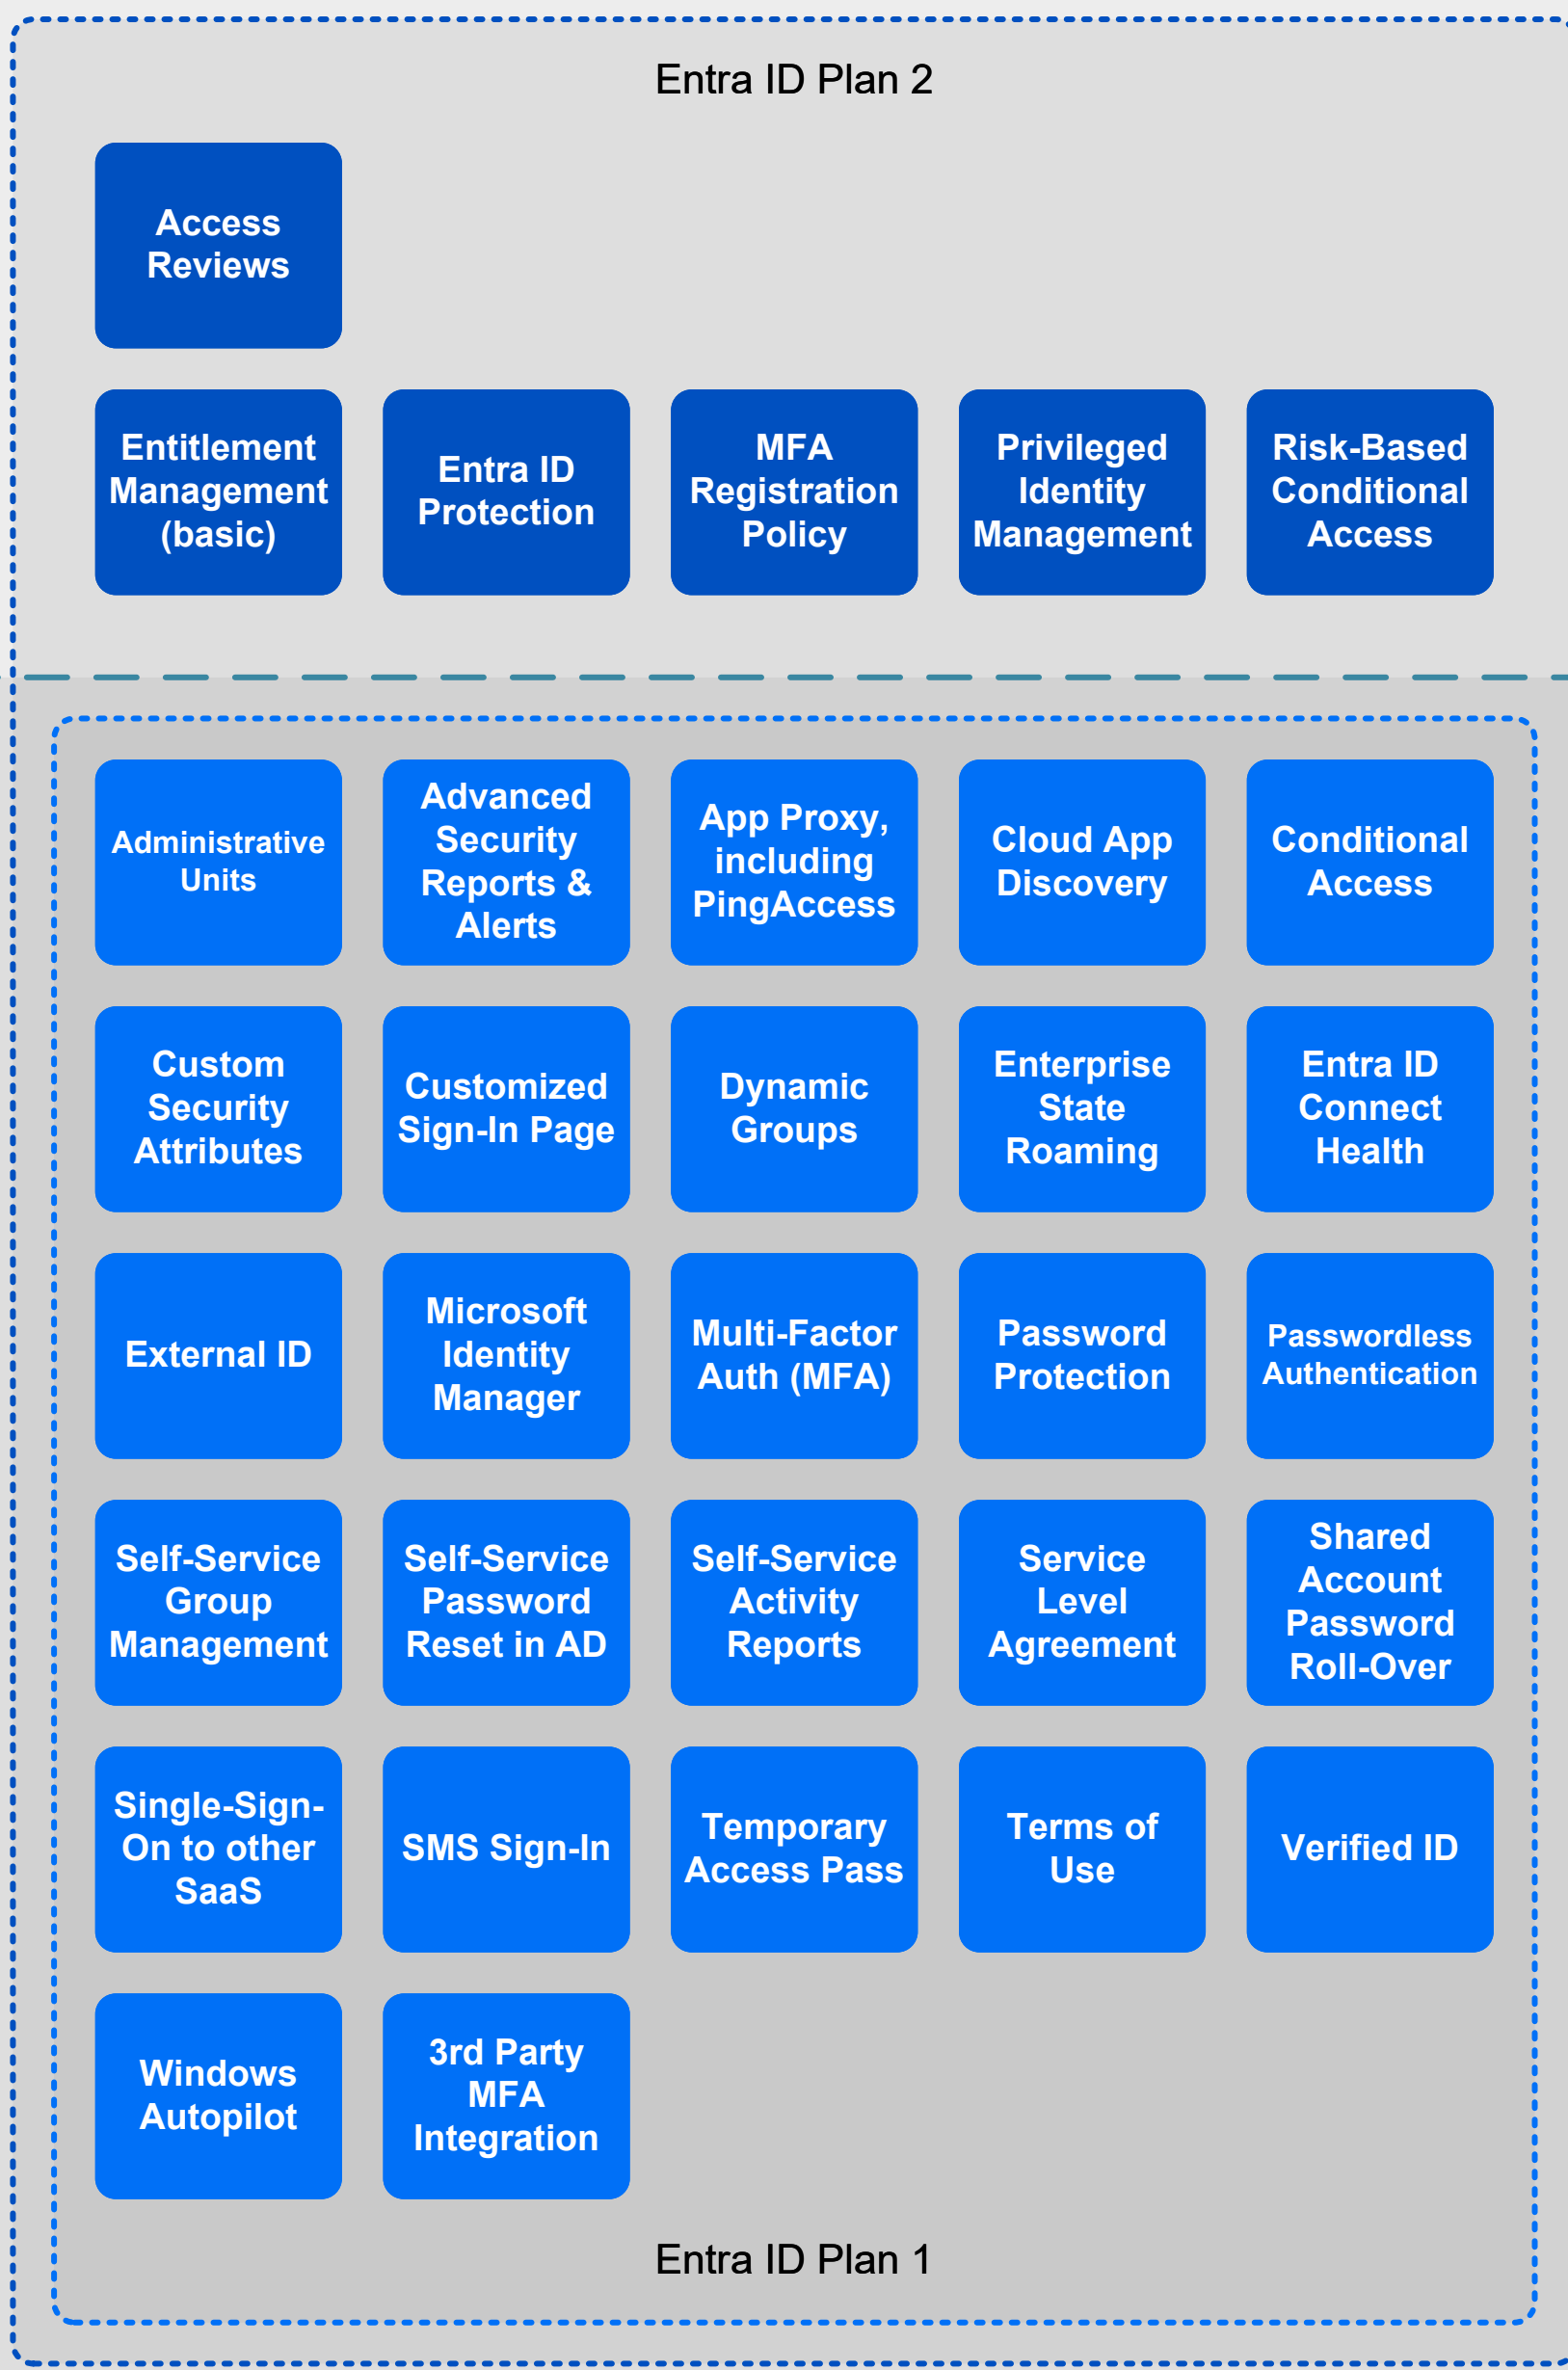 Entra ID Plan 2
Access
Reviews
Entitlement
Management
(basic)
Entra ID
Protection
MFA
Registration
Policy
Privileged
Identity
Management
Risk-Based
Conditional
Access
Administrative
Units
Advanced
Security
Reports &
Alerts
App Proxy,
including
PingAccess
Cloud App
Discovery
Conditional
Access
Custom
Security
Attributes
Customized
Sign-In Page
Dynamic
Groups
Enterprise
State
Roaming
Entra ID
Connect
Health
External ID
Microsoft
Identity
Manager
Multi-Factor
Auth (MFA)
Password
Protection
Passwordless
Authentication
Self-Service
Group
Management
Self-Service
Password
Reset in AD
Self-Service
Activity
Reports
Service
Level
Agreement
Shared
Account
Password
Roll-Over
Single-Sign-
On to other
SaaS
SMS Sign-In
Temporary
Access Pass
Terms of
Use
Verified ID
Windows
Autopilot
3rd Party
MFA
Integration
Entra ID Plan 1